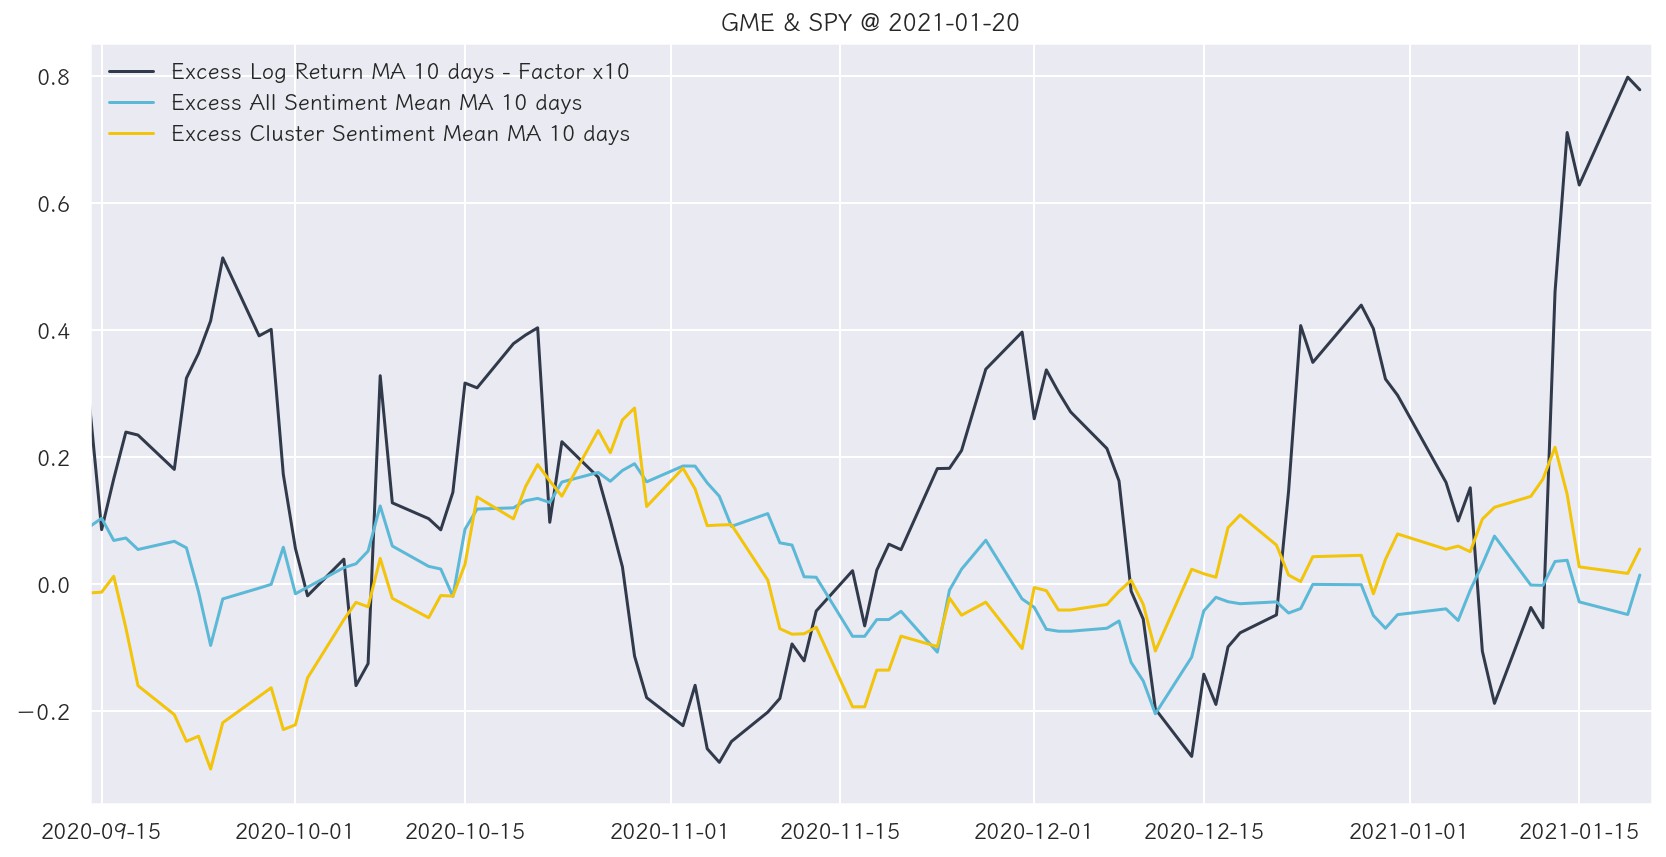 GME & SPY @ 2021-01-20
Excess Log Return MA 10 days - Factor x10
Excess All Sentiment Mean MA 10 days
Excess Cluster Sentiment Mean MA 10 days
0.8
0.6
0.4
0.2
0.0
−0.2
2020-09-15 2020-10-01 2020-10-15 2020-11-01 2020-11-15 2020-12-01 2020-12-15 2021-01-01 2021-01-15